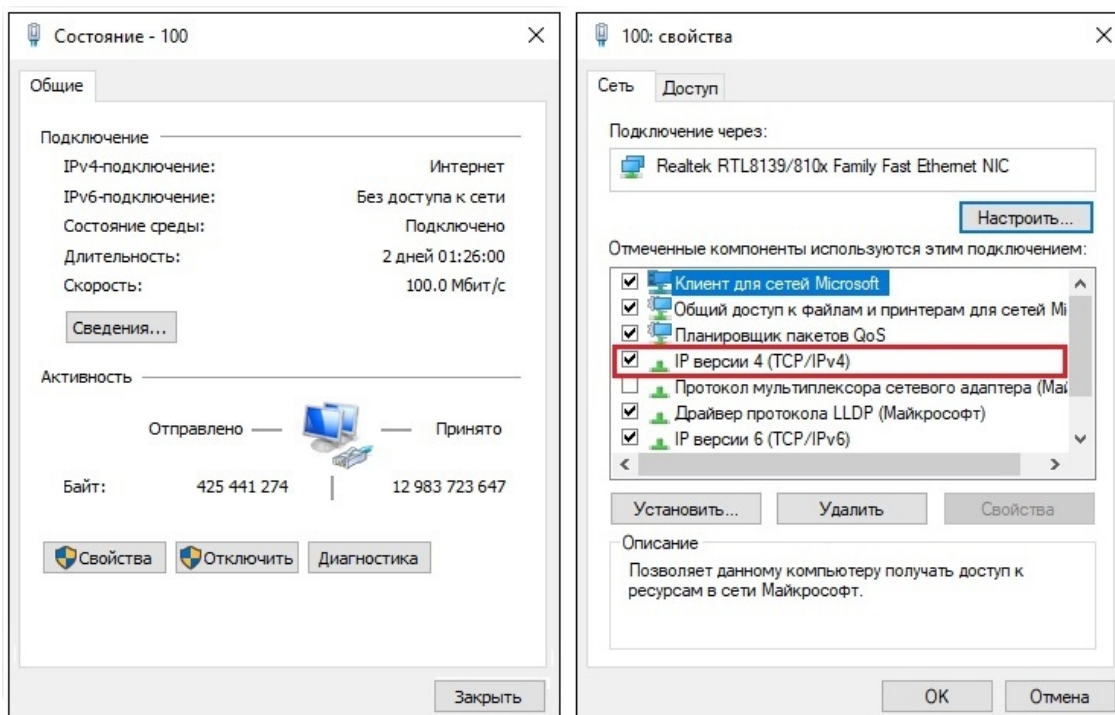 Состояние - 100
Общие
Подключение
IPv4-подключение: Интернет
IPv6-подключение: Без доступа к сети
Состояние среды: Подключено
Длительность: 2 дней 01:26:00
Скорость: 100.0 Мбит/с
Сведения...
Активность
Отправлено — — Принято
Байт: 425 441 274 12 983 723 647
Свойства Отключить Диагностика
Закрыть
100: свойства
Сеть Доступ
Подключение через:
Realtek RTL8139/810x Family Fast Ethernet NIC
Настроить...
Отмеченные компоненты используются этим подключением:
Клиент для сетей Microsoft
Общий доступ к файлам и принтерам для сетей Mi
Планировщик пакетов QoS
IP версии 4 (TCP/IPv4)
Протокол мультиплексора сетевого адаптера (Май
Драйвер протокола LLDP (Майкрософт)
IP версии 6 (TCP/IPv6)
Установить... Удалить Свойства
Описание
Позволяет данному компьютеру получать доступ к
ресурсам в сети Майкрософт.
OK Отмена